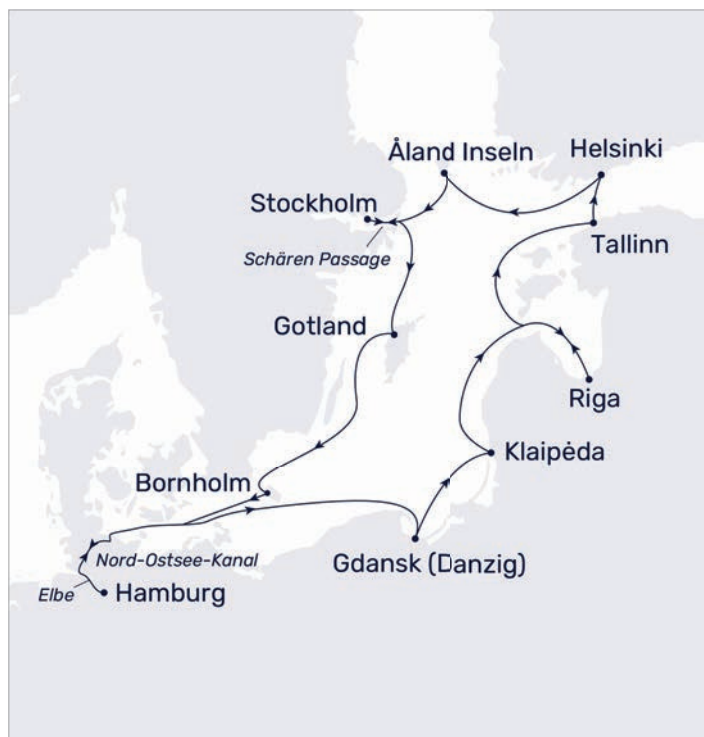 Åland Inseln
Helsinki
Stockholm
Tallinn
Schären Passage
Gotland
Riga
Klaipėda
Bornholm
Nord-Ostsee-Kanal
Gdansk (Danzig)
Elbe
Hamburg